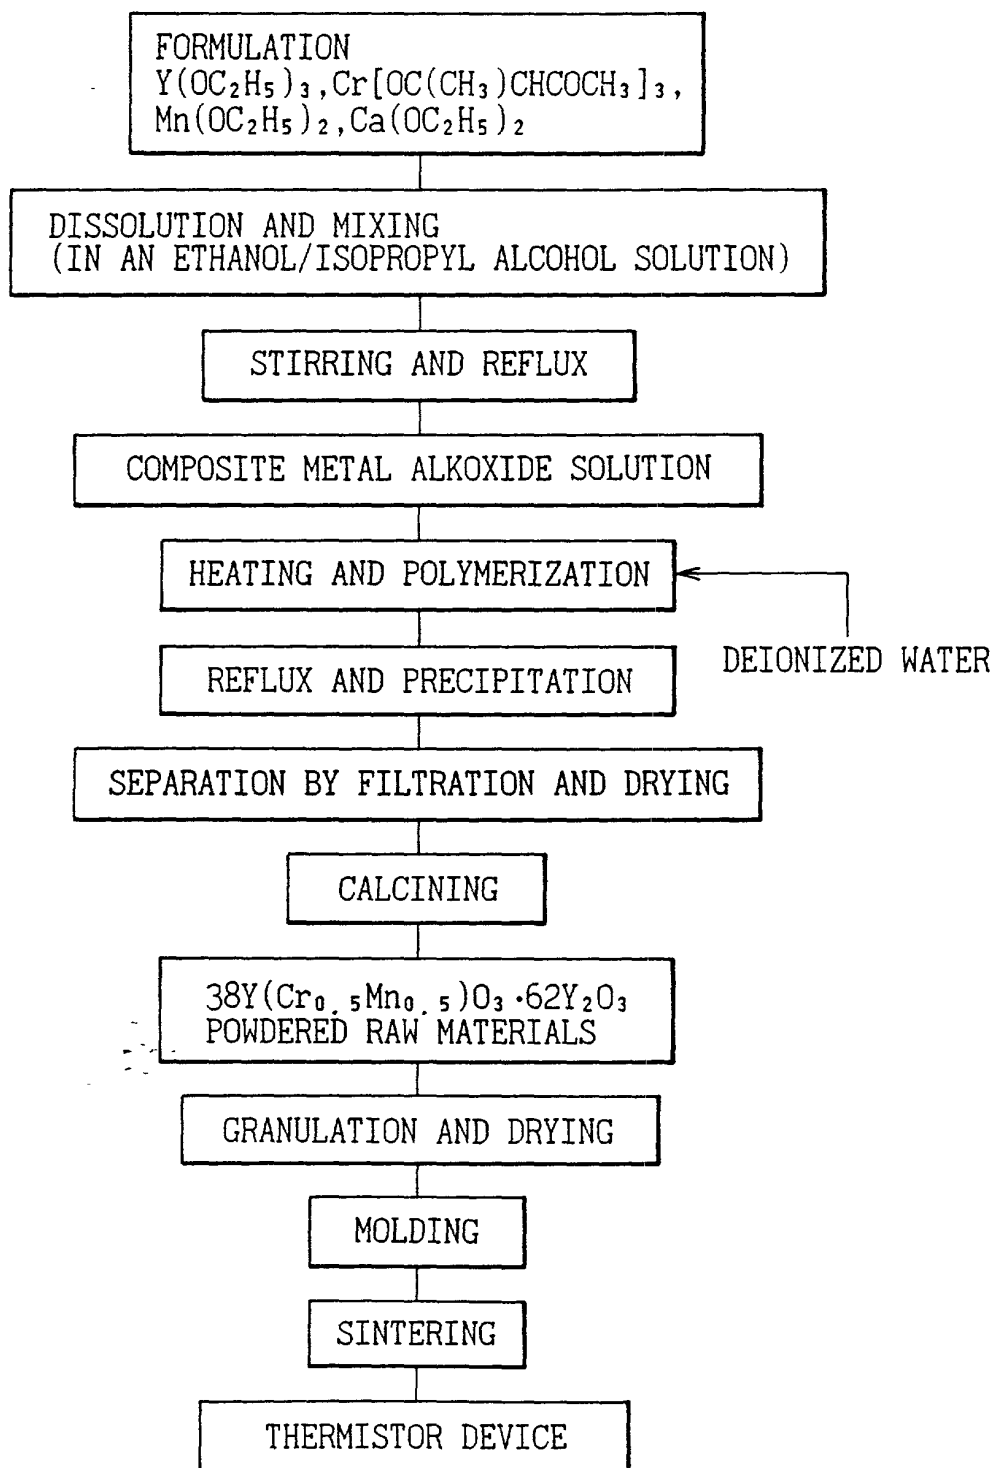 FORMULATION
Y(OC₂H₅)₃,Cr[OC(CH₃)CHCOCH₃]₃,
Mn(OC₂H₅)₂,Ca(OC₂H₅)₂
DISSOLUTION AND MIXING
(IN AN ETHANOL/ISOPROPYL ALCOHOL SOLUTION)
STIRRING AND REFLUX
COMPOSITE METAL ALKOXIDE SOLUTION
HEATING AND POLYMERIZATION
DEIONIZED WATER
REFLUX AND PRECIPITATION
SEPARATION BY FILTRATION AND DRYING
CALCINING
38Y(Cr₀.₅Mn₀.₅)O₃·62Y₂O₃
POWDERED RAW MATERIALS
GRANULATION AND DRYING
MOLDING
SINTERING
THERMISTOR DEVICE